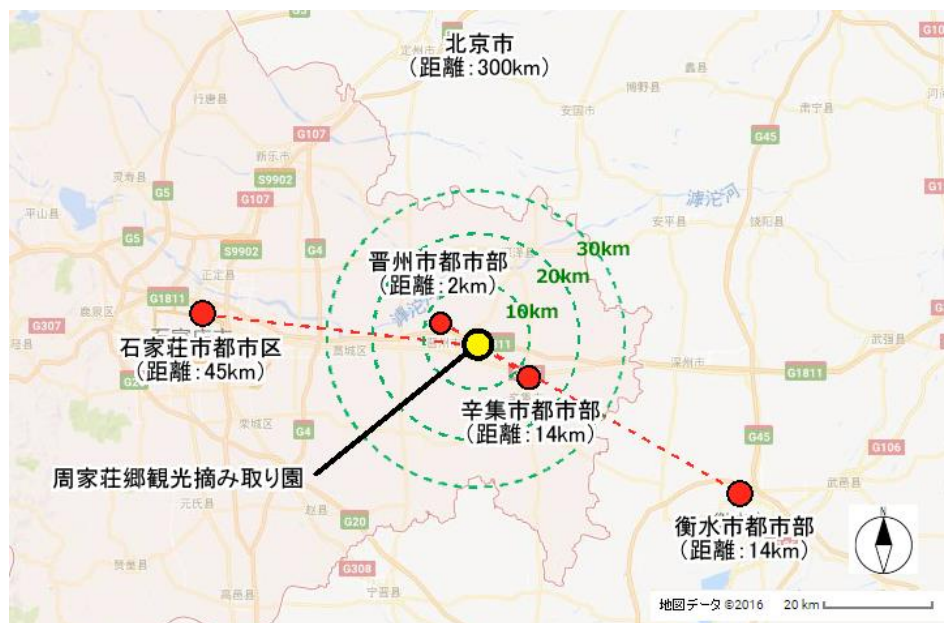 北京市
（距離：300km）
定州市
蠡县
博野县
肃宁县
安国市
行唐县
G107
新乐市
G45
灵寿县
S9902
G5
G107
滹沱河
平山县
安平县
饶阳县
G5
S9902
G4
正定县
30km
20km
10km
晋州市都市部
（距離：2km）
G1811
鹿泉区
G307
石家荘市都市区
（距離：45km）
藁城区
深州市
武强县
G1811
辛集市都市部
（距離：14km）
栾城区
G4
G45
G106
周家荘郷観光摘み取り園
元氏县
赵县
G20
武邑县
衡水市都市部
（距離：14km）
N
赞皇县
G308
高邑县
宁晋县
地図データ ©2016
20 km